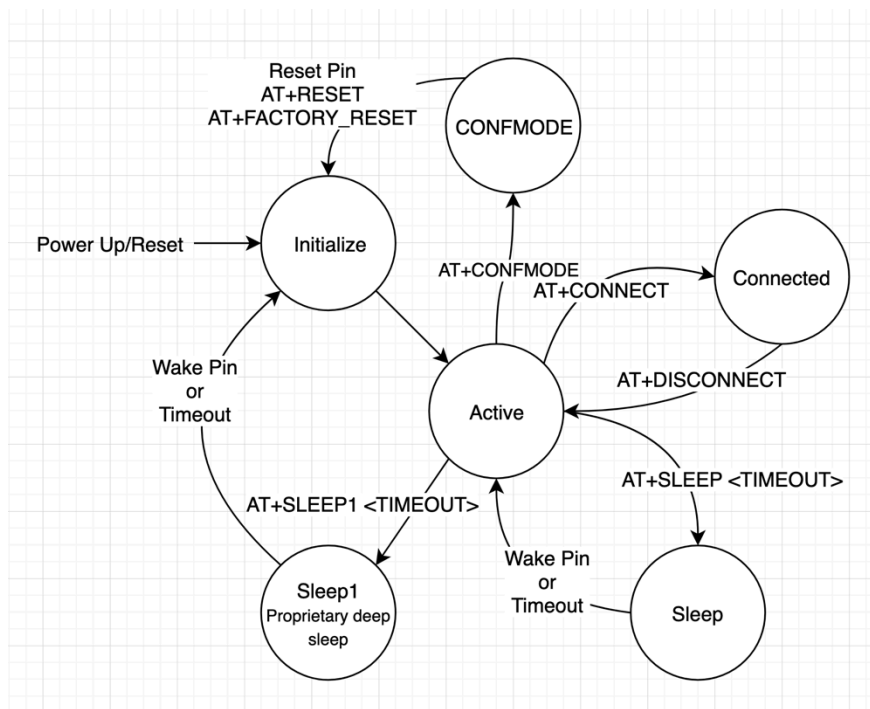 Reset Pin
AT+RESET
AT+FACTORY_RESET
CONFMODE
Power Up/Reset
Initialize
AT+CONFMODE
AT+CONNECT
Connected
Wake Pin
or
Timeout
AT+DISCONNECT
Active
AT+SLEEP1 <TIMEOUT>
AT+SLEEP <TIMEOUT>
Wake Pin
or
Timeout
Sleep1
Proprietary deep
sleep
Sleep